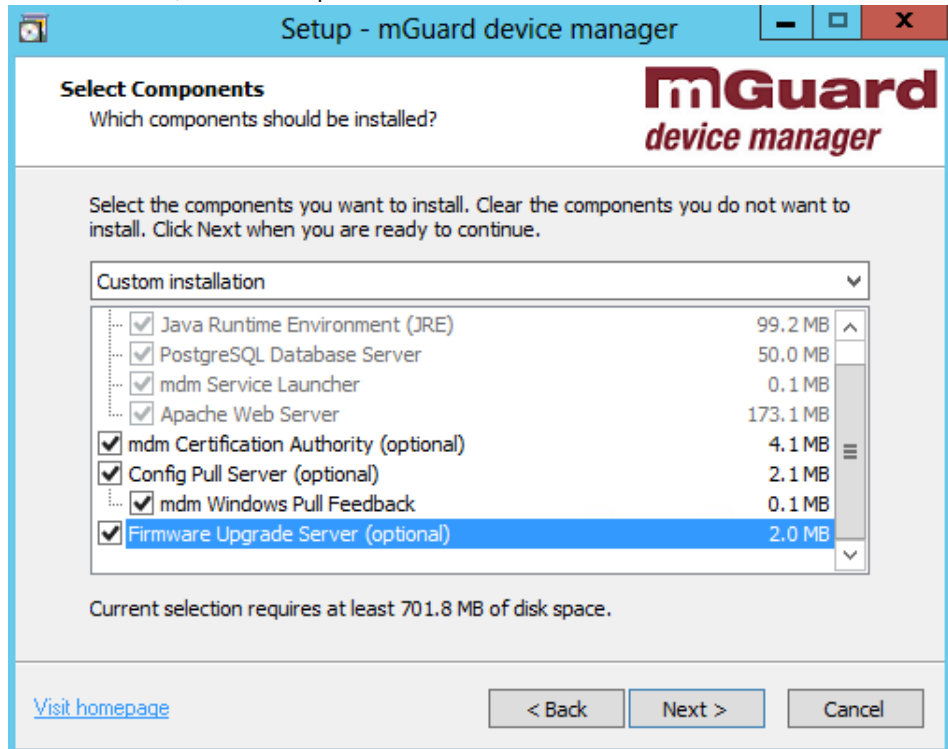 Setup - mGuard device manager
Select Components
Which components should be installed?
mGuard
device manager
Select the components you want to install. Clear the components you do not want to
install. Click Next when you are ready to continue.
Custom installation
Java Runtime Environment (JRE) 99.2 MB
PostgreSQL Database Server 50.0 MB
mdm Service Launcher 0.1 MB
Apache Web Server 173.1 MB
mdm Certification Authority (optional) 4.1 MB
Config Pull Server (optional) 2.1 MB
mdm Windows Pull Feedback 0.1 MB
Firmware Upgrade Server (optional) 2.0 MB
Current selection requires at least 701.8 MB of disk space.
Visit homepage
< Back
Next >
Cancel